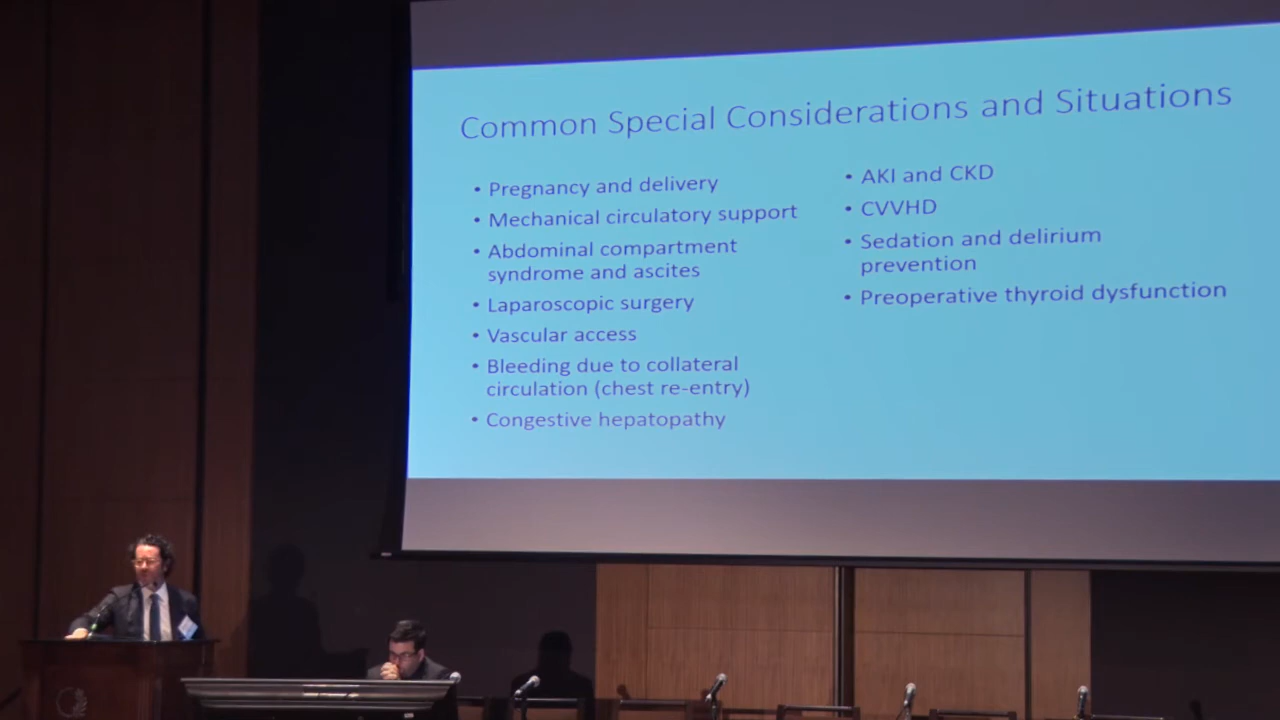 Common Special Considerations and Situations
• Pregnancy and delivery
• Mechanical circulatory support
• Abdominal compartment
syndrome and ascites
• Laparoscopic surgery
• Vascular access
• Bleeding due to collateral
circulation (chest re-entry)
• Congestive hepatopathy
• AKI and CKD
• CVVHD
• Sedation and delirium
prevention
• Preoperative thyroid dysfunction